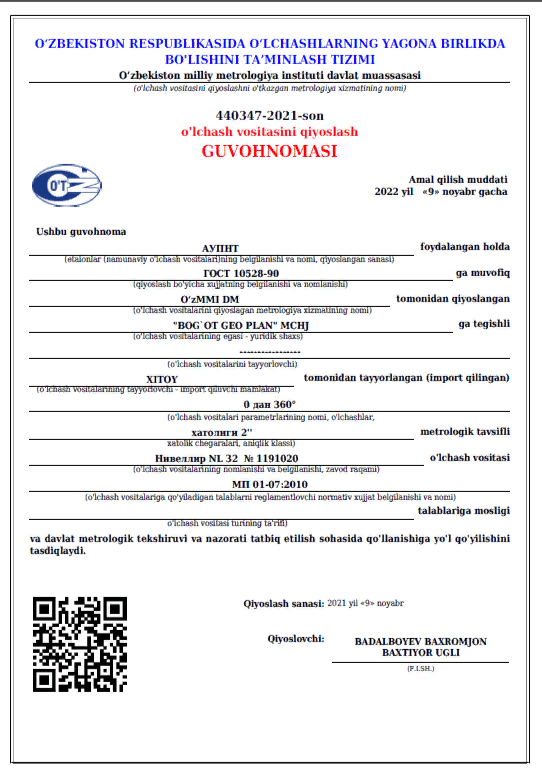 OʻZBEKISTON RESPUBLIKASIDA OʻLCHASHLARNING YAGONA BIRLIKDA
BO'LISHINI TAʼMINLASH TIZIMI
Oʻzbekiston milliy metrologiya instituti davlat muassasasi
(o'lchash vositasini qiyoslashni o'tkazgan metrologiya xizmatining nomi)
440347-2021-son
o'lchash vositasini qiyoslash
GUVOHNOMASI
O'T
Amal qilish muddati
2022 yil «9» noyabr gacha
Ushbu guvohnoma
АУПНТ foydalangan holda
(etalonlar (namunaviy o'lchash vositalari)ning belgilanishi va nomi, qiyoslangan sanasi)
ГОСТ 10528-90 ga muvofiq
(qiyoslash bo'yicha xujjatning belgilanishi va nomlanishi)
OʻzMMI DM tomonidan qiyoslangan
(o'lchash vositalarini qiyoslagan metrologiya xizmatining nomi)
"BOG`OT GEO PLAN" MCHJ ga tegishli
(o'lchash vositalarining egasi - yuridik shaxs)
-----------------
(o'lchash vositalarini tayyorlovchi)
XITOY tomonidan tayyorlangan (import qilingan)
(o'lchash vositalarining tayyorlovchi - import qiluvchi mamlakat)
0 дан 360°
(o'lchash vositalari parametrlarining nomi, o'lchashlar,
хатолиги 2'' metrologik tavsifli
xatolik chegaralari, aniqlik klassi)
Нивеллир NL 32 № 1191020 o'lchash vositasi
(o'lchash vositalarining nomlanishi va belgilanishi, zavod raqami)
МП 01-07:2010
(o'lchash vositalariga qo'yiladigan talablarni reglamentlovchi normativ xujjat belgilanishi va nomi)
talablariga mosligi
o'lchash vositasi turining ta'rifi)
va davlat metrologik tekshiruvi va nazorati tatbiq etilish sohasida qo'llanishiga yo'l qo'yilishini
tasdiqlaydi.
Qiyoslash sanasi: 2021 yil «9» noyabr
Qiyoslovchi: BADALBOYEV BAXROMJON
BAXTIYOR UGLI
(F.I.SH.)